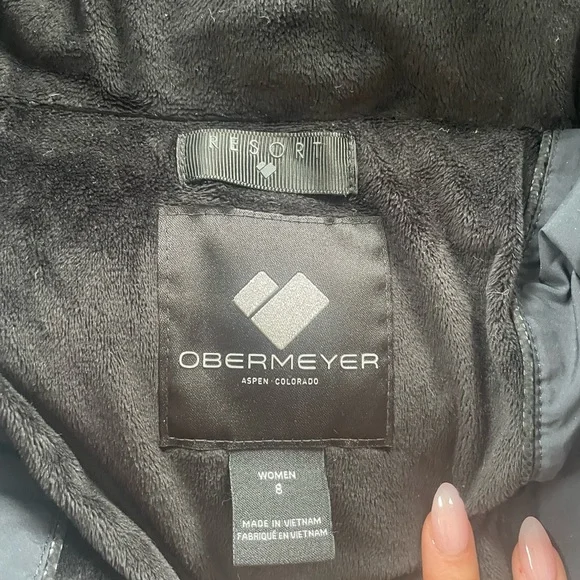 RESORT
OBERMEYER
ASPEN · COLORADO
WOMEN
8
MADE IN VIETNAM
FABRIQUÉ EN VIETNAM